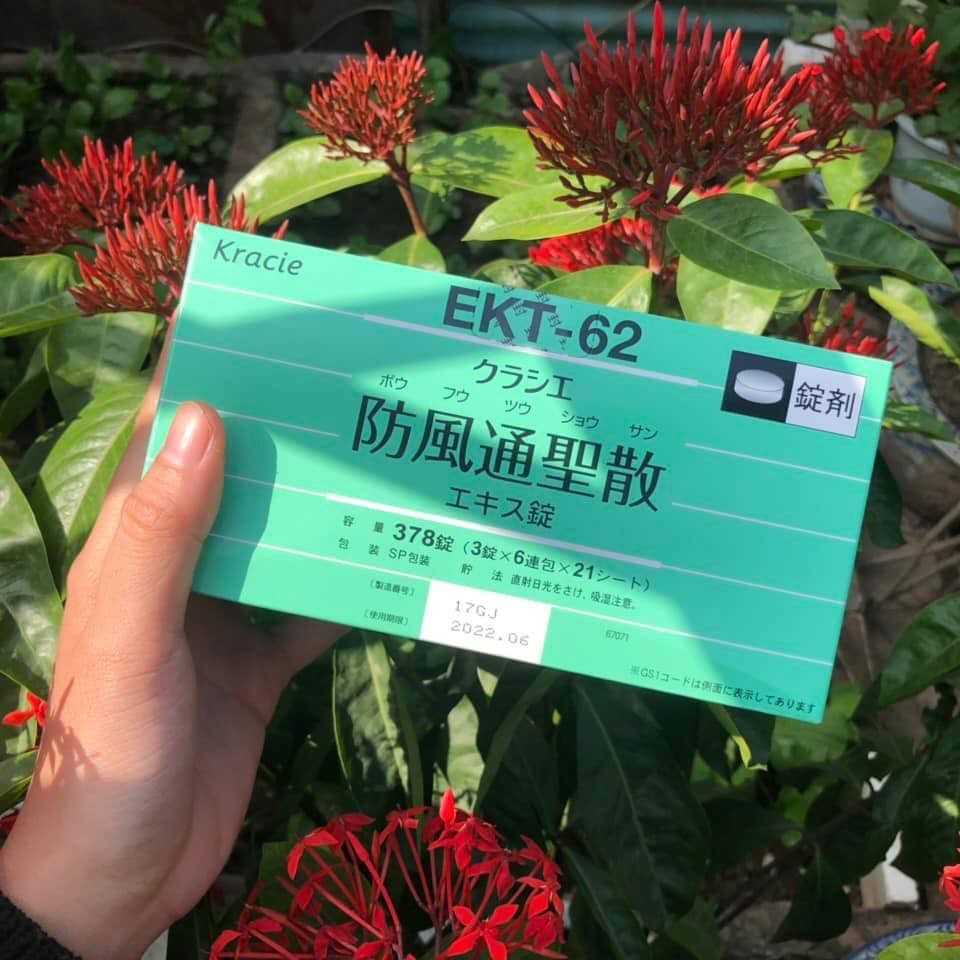 Kracie
EKT-62
クラシエ
ボウ フウ ツウ ショウ サン
防風通聖散
エキス錠
錠剤
容量 378錠（3錠×6連包×21シート）
包装 SP包装 貯法 直射日光をさけ、吸湿注意。
〔製造番号〕 17GJ
〔使用期限〕 2022.06
67071
※GS1コードは側面に表示してあります